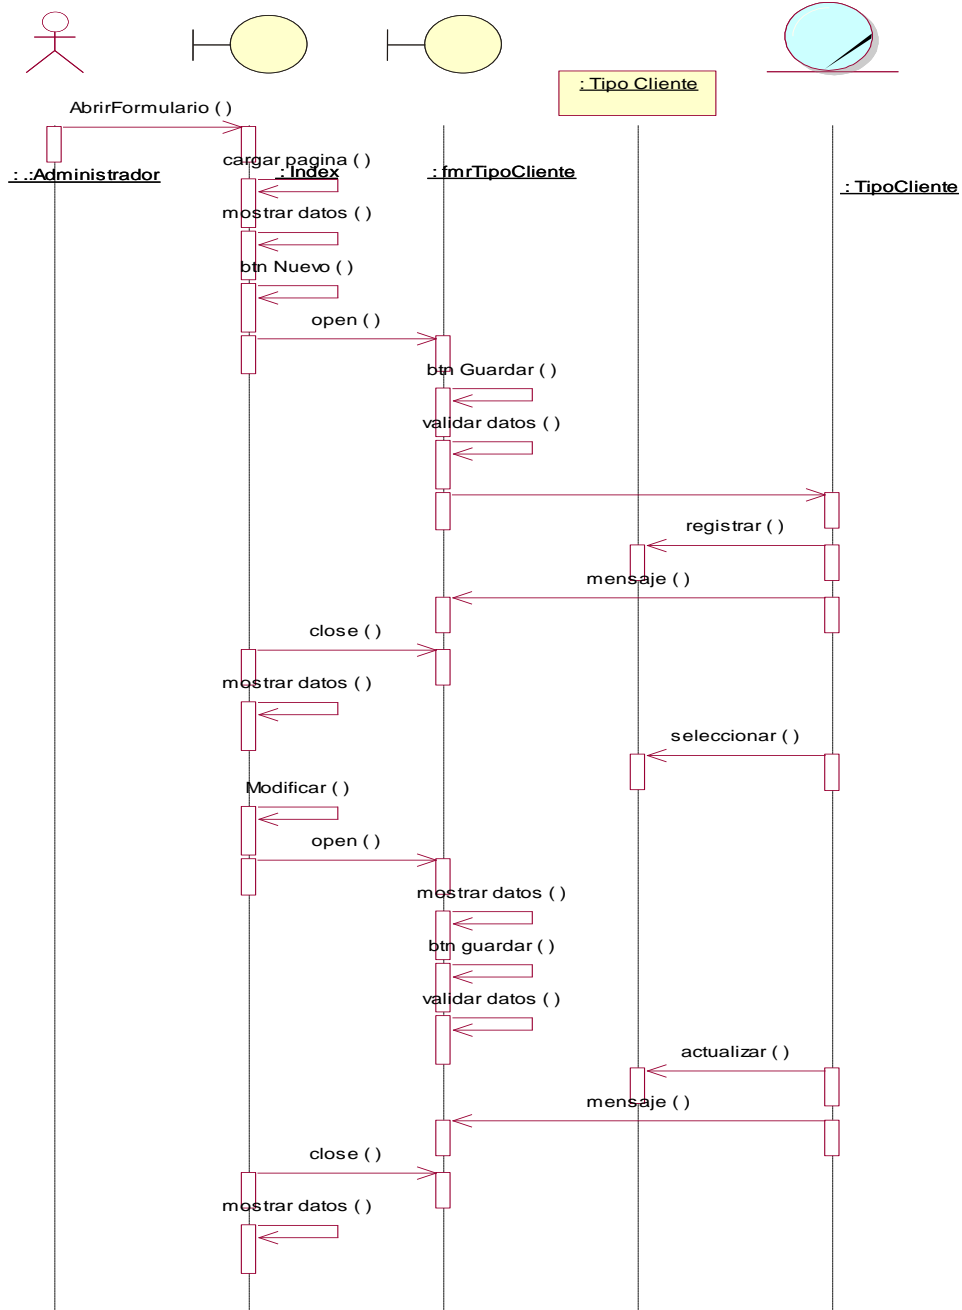 : Tipo Cliente
AbrirFormulario ( )
cargar pagina ( )
: .:Administrador
: Index
: fmrTipoCliente
: TipoCliente
mostrar datos ( )
btn Nuevo ( )
open ( )
btn Guardar ( )
validar datos ( )
registrar ( )
mensaje ( )
close ( )
mostrar datos ( )
seleccionar ( )
Modificar ( )
open ( )
mostrar datos ( )
btn guardar ( )
validar datos ( )
actualizar ( )
mensaje ( )
close ( )
mostrar datos ( )